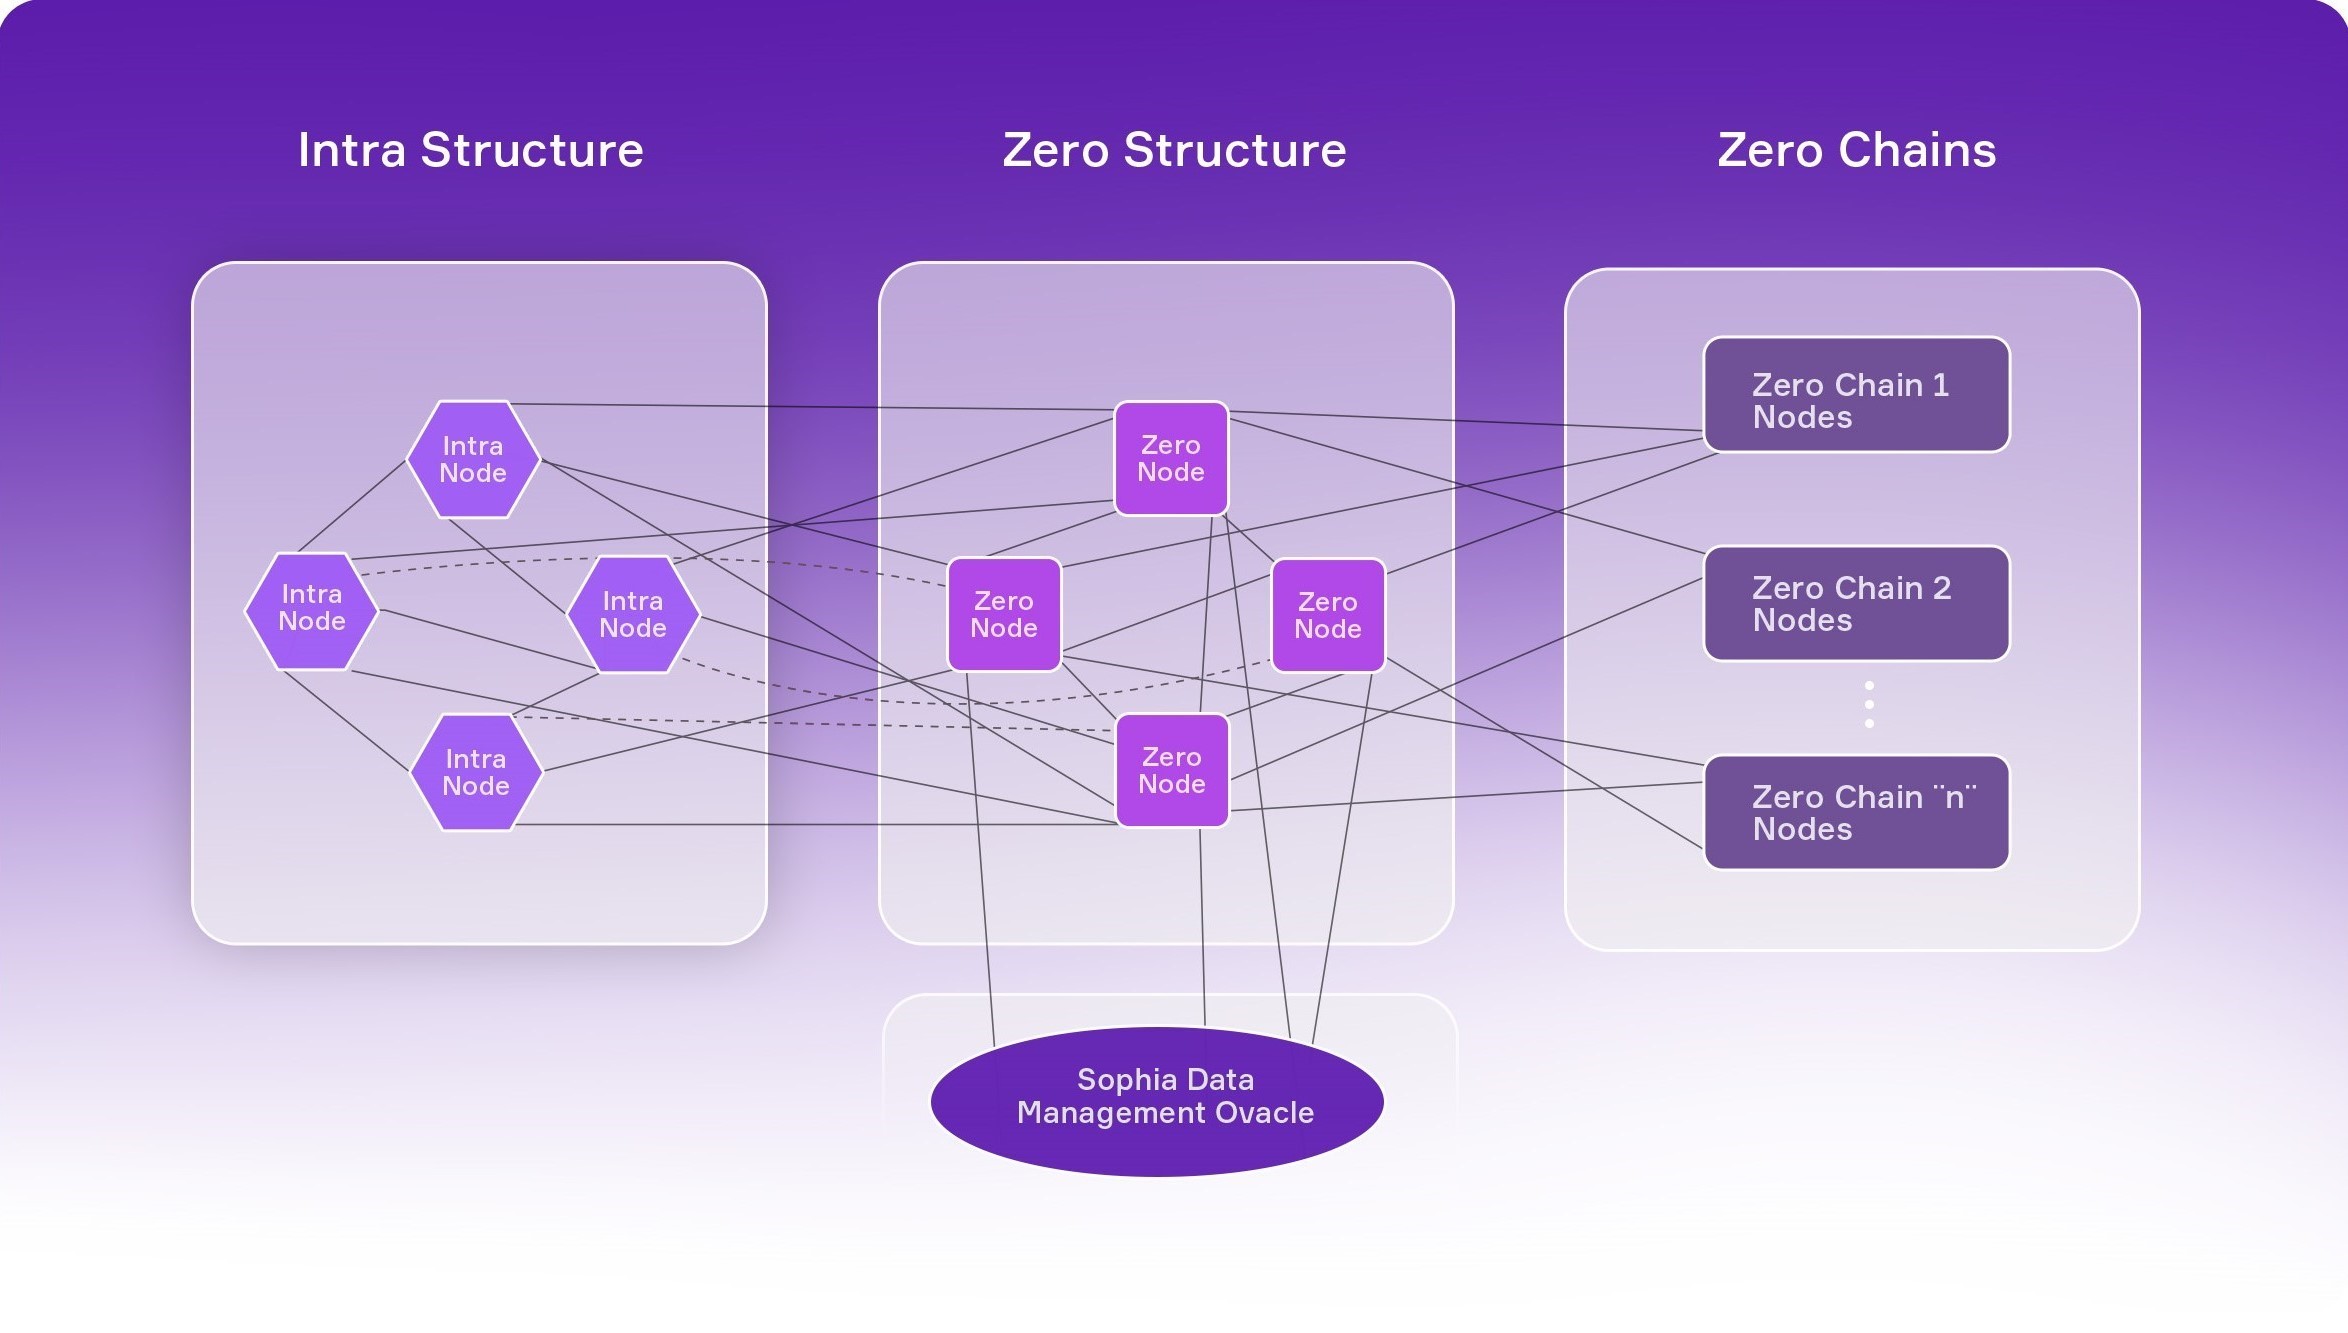 Intra Structure
Zero Structure
Zero Chains
Intra
Node
Intra
Node
Intra
Node
Intra
Node
Zero
Node
Zero
Node
Zero
Node
Zero
Node
Zero Chain 1
Nodes
Zero Chain 2
Nodes
Zero Chain ¨n¨
Nodes
Sophia Data
Management Ovacle